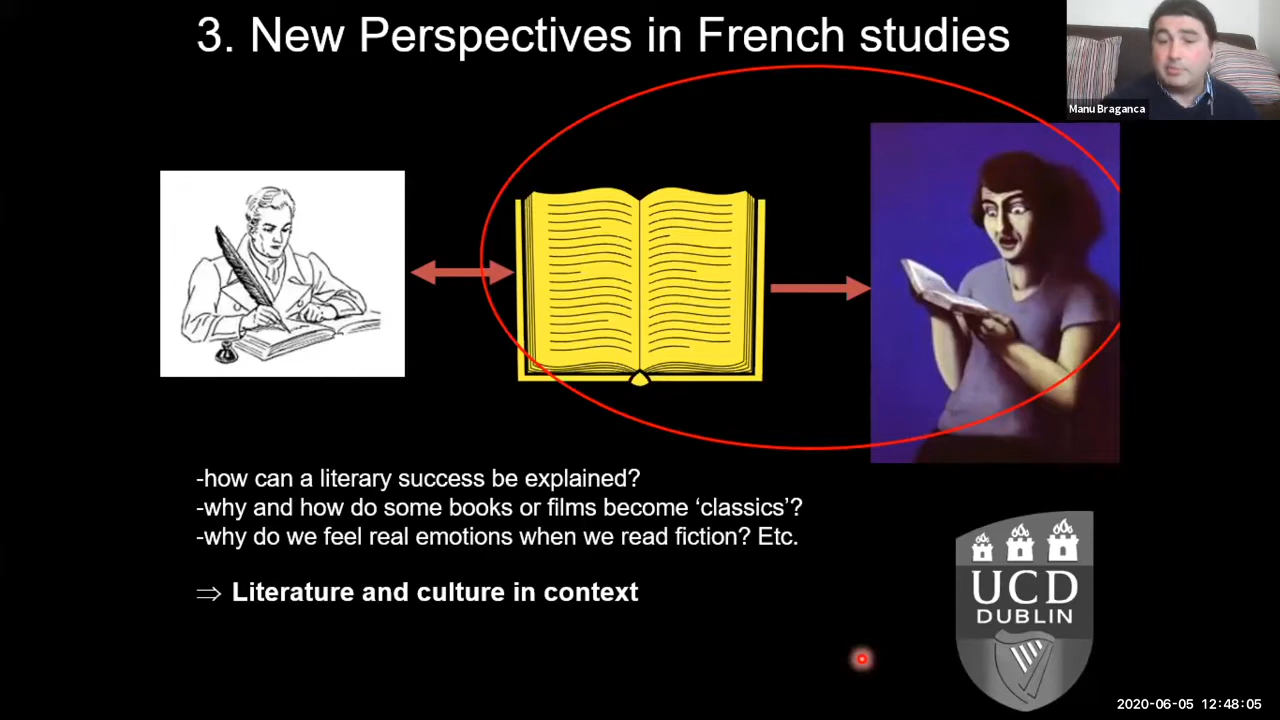 3. New Perspectives in French studies
Manu Braganca
-how can a literary success be explained?
-why and how do some books or films become ‘classics’?
-why do we feel real emotions when we read fiction? Etc.
⇒ Literature and culture in context
UCD
DUBLIN
2020-06-05 12:48:05